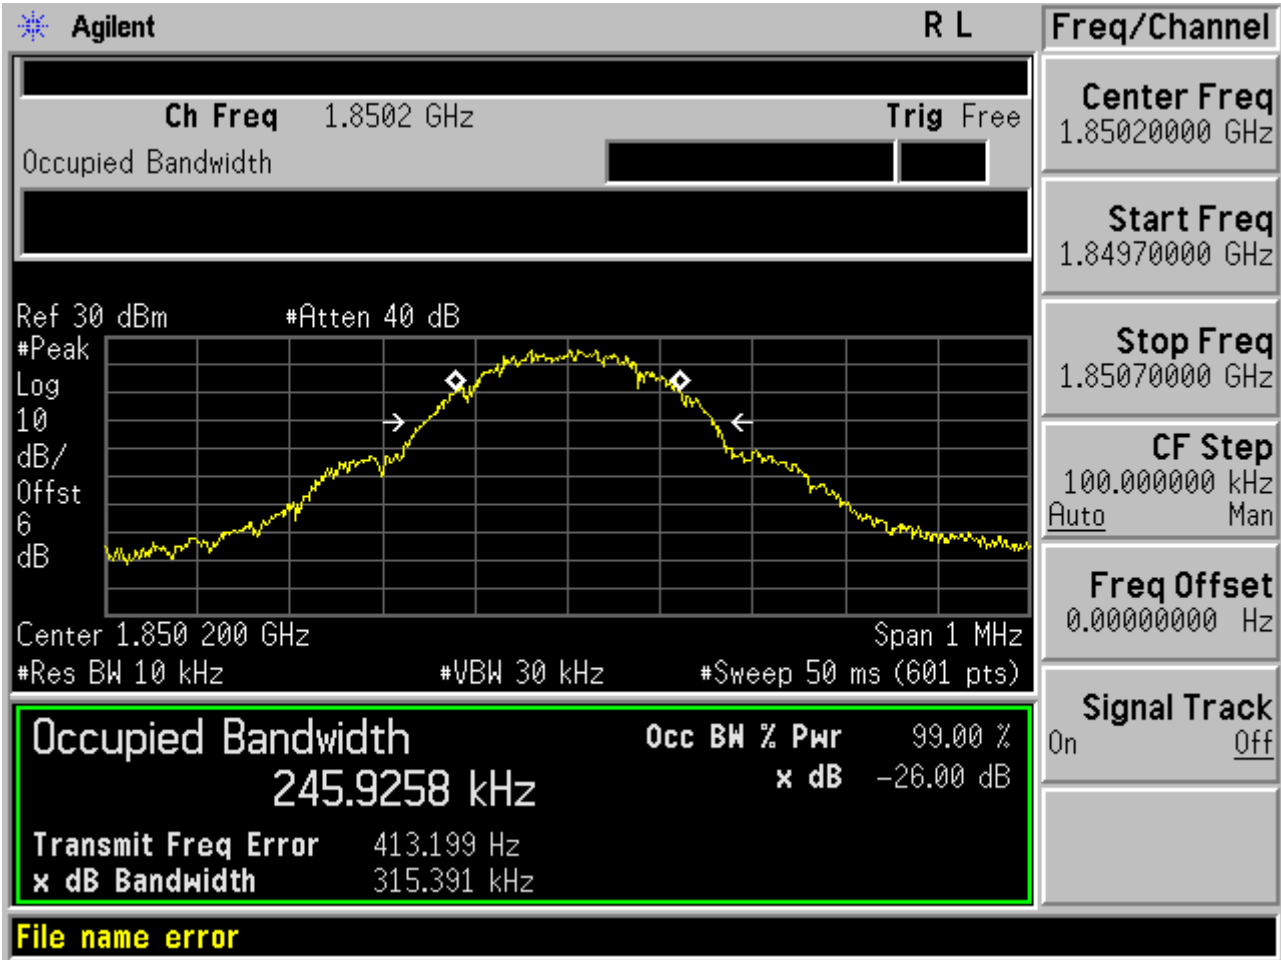 Agilent R L Freq/Channel
Ch Freq 1.8502 GHz Trig Free
Occupied Bandwidth
Center Freq
1.85020000 GHz
Start Freq
1.84970000 GHz
Stop Freq
1.85070000 GHz
CF Step
100.000000 kHz
Auto Man
Freq Offset
0.00000000 Hz
Signal Track
On Off
Ref 30 dBm #Atten 40 dB
#Peak
Log
10
dB/
Offst
6
dB
Center 1.850 200 GHz Span 1 MHz
#Res BW 10 kHz #VBW 30 kHz #Sweep 50 ms (601 pts)
Occupied Bandwidth Occ BW % Pwr 99.00 %
245.9258 kHz x dB -26.00 dB
Transmit Freq Error 413.199 Hz
x dB Bandwidth 315.391 kHz
File name error